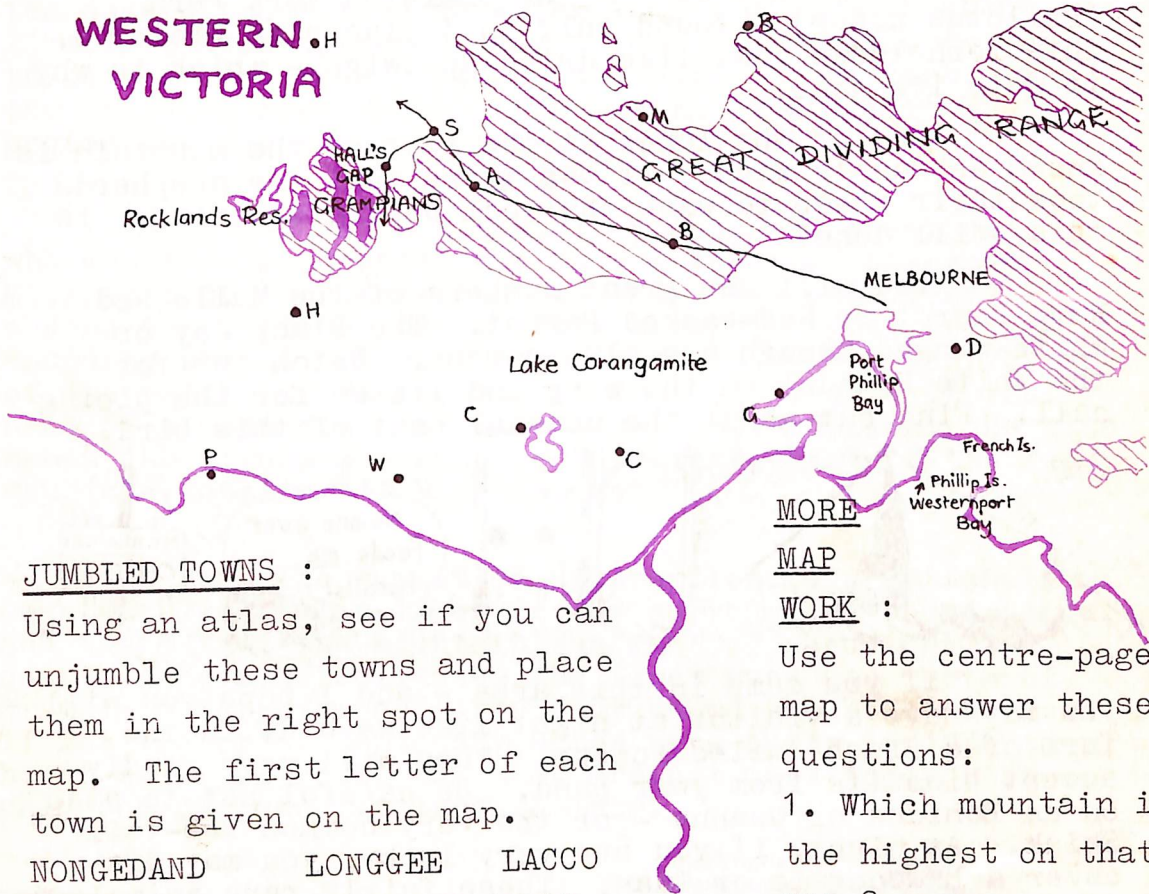 WESTERN
VICTORIA
H
B
S
M
HALL'S
GAP
GREAT DIVIDING RANGE
A
GRAMPIANS
Rocklands Res.
B
MELBOURNE
H
D
Port
Phillip
Bay
Lake Corangamite
G
C
C
French Is.
P
W
Phillip Is.
Westernport
Bay
JUMBLED TOWNS :
Using an atlas, see if you can
unjumble these towns and place
them in the right spot on the
map. The first letter of each
town is given on the map.
NONGEDAND LONGGEE LACCO
MORE
MAP
WORK :
Use the centre-page
map to answer these
questions:
1. Which mountain i
the highest on that